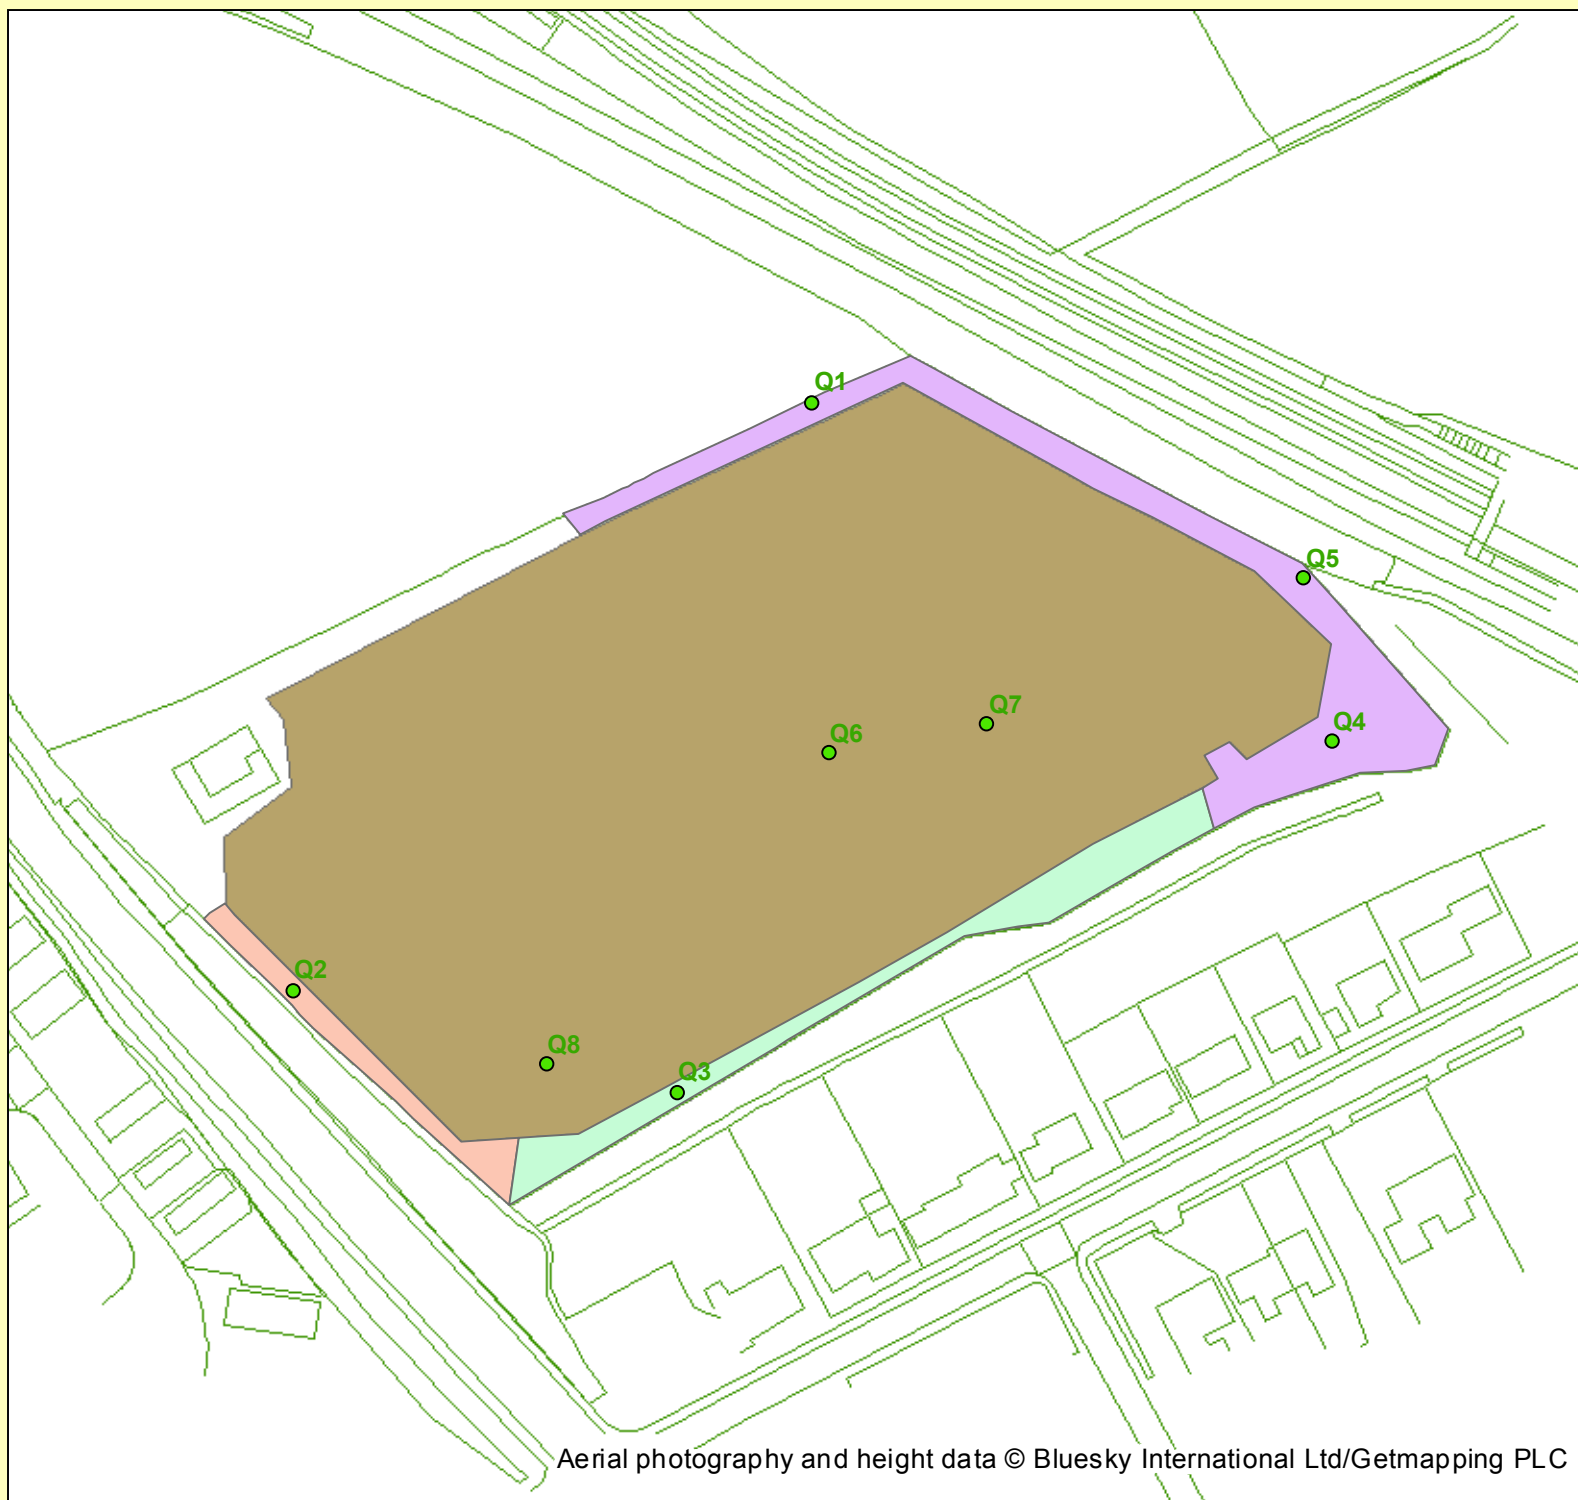 Q1
Q5
Q7
Q4
Q6
Q2
Q8
Q3
Aerial photography and height data © Bluesky International Ltd/Getmapping PLC